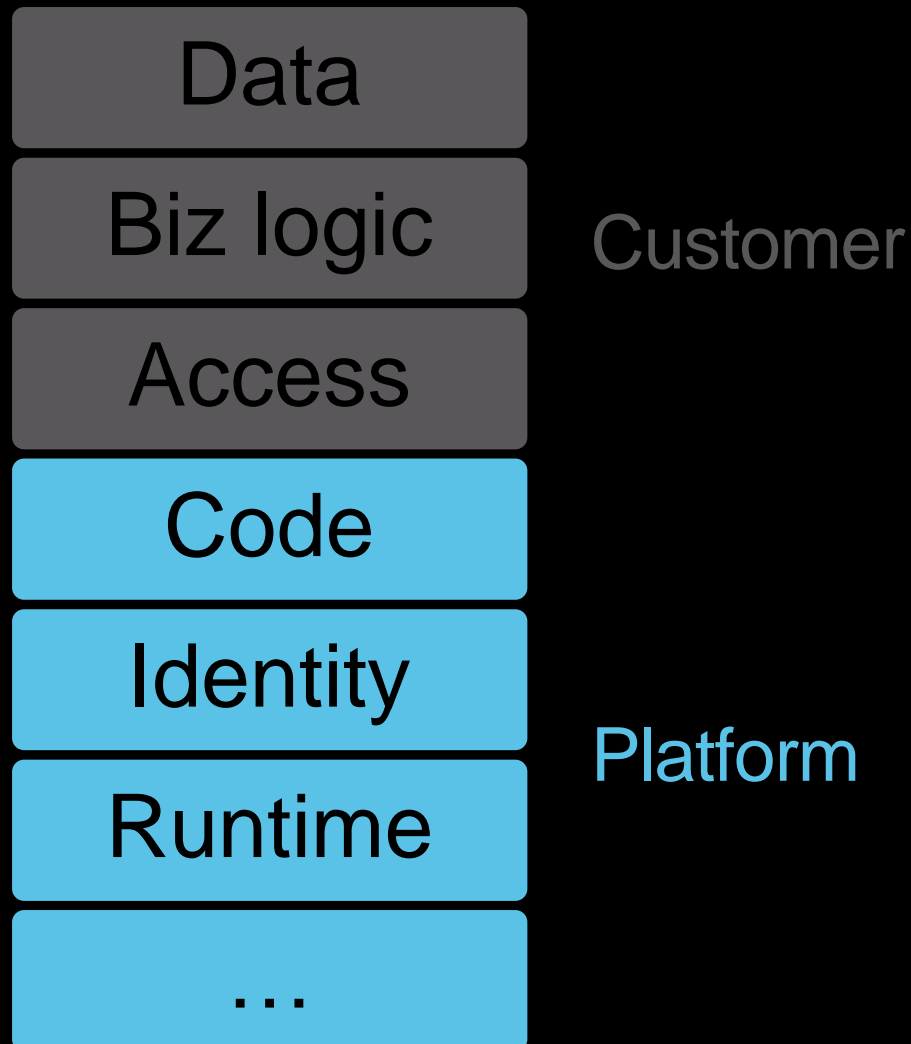 Data
Biz logic
Customer
Access
Code
Identity
Platform
Runtime
…